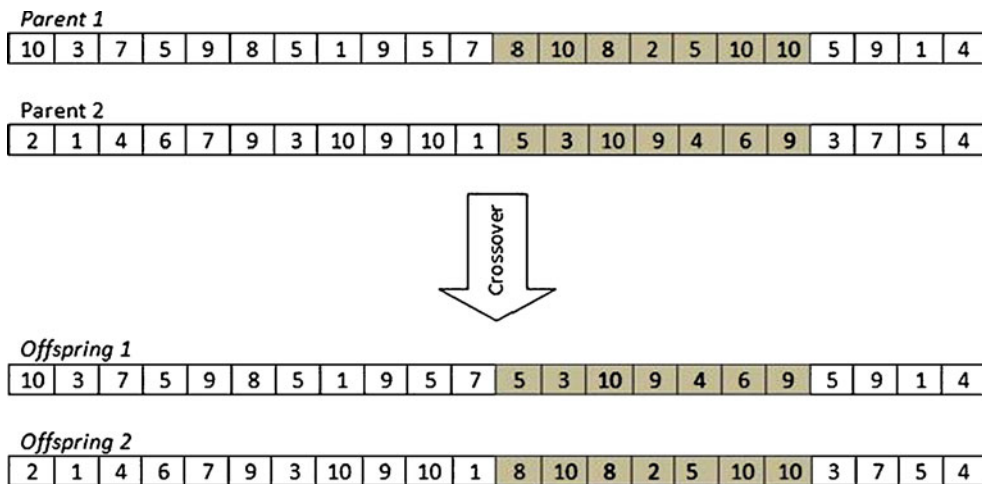 Parent 1
10 3 7 5 9 8 5 1 9 5 7 8 10 8 2 5 10 10 5 9 1 4
Parent 2
2 1 4 6 7 9 3 10 9 10 1 5 3 10 9 4 6 9 3 7 5 4
Crossover
Offspring 1
10 3 7 5 9 8 5 1 9 5 7 5 3 10 9 4 6 9 5 9 1 4
Offspring 2
2 1 4 6 7 9 3 10 9 10 1 8 10 8 2 5 10 10 3 7 5 4